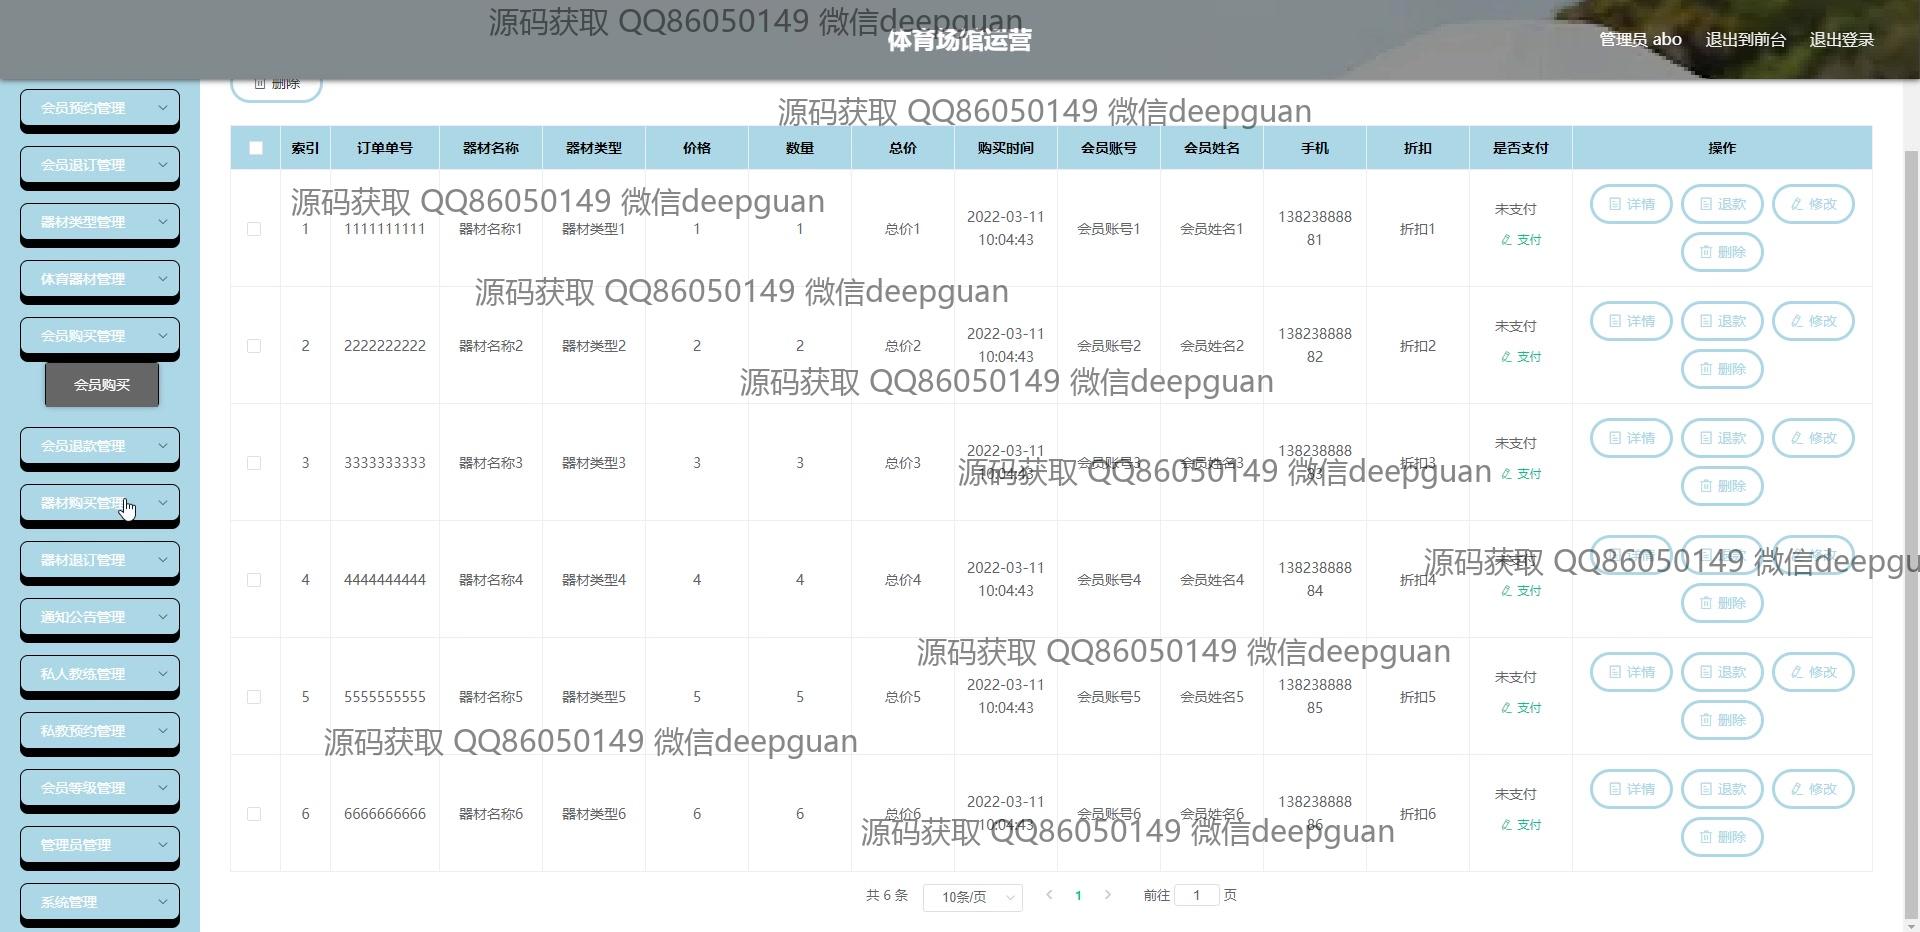 源码获取 QQ86050149 微信deepguan
体育场馆运营
管理员 abo 退出到前台 退出登录
删除
会员预约管理
会员退订管理
器材类型管理
体育器材管理
会员购买管理
会员购买
会员退款管理
器材购买管理
器材退订管理
通知公告管理
私人教练管理
私教预约管理
会员等级管理
管理员管理
系统管理
源码获取 QQ86050149 微信deepguan
索引 订单单号 器材名称 器材类型 价格 数量 总价 购买时间 会员账号 会员姓名 手机 折扣 是否支付 操作
源码获取 QQ86050149 微信deepguan
1 1111111111 器材名称1 器材类型1 1 1 总价1 2022-03-11 10:04:43 会员账号1 会员姓名1 13823888881 折扣1 未支付 支付 详情 退款 修改 删除
源码获取 QQ86050149 微信deepguan
2 2222222222 器材名称2 器材类型2 2 2 总价2 2022-03-11 10:04:43 会员账号2 会员姓名2 13823888882 折扣2 未支付 支付 详情 退款 修改 删除
源码获取 QQ86050149 微信deepguan
3 3333333333 器材名称3 器材类型3 3 3 总价3 2022-03-11 10:04:43 会员账号3 会员姓名3 13823888883 折扣3 未支付 支付 详情 退款 修改 删除
源码获取 QQ86050149 微信deepguan
4 4444444444 器材名称4 器材类型4 4 4 总价4 2022-03-11 10:04:43 会员账号4 会员姓名4 13823888884 折扣4 未支付 支付 详情 退款 修改 删除
源码获取 QQ86050149 微信deepgu
源码获取 QQ86050149 微信deepguan
5 5555555555 器材名称5 器材类型5 5 5 总价5 2022-03-11 10:04:43 会员账号5 会员姓名5 13823888885 折扣5 未支付 支付 详情 退款 修改 删除
源码获取 QQ86050149 微信deepguan
6 6666666666 器材名称6 器材类型6 6 6 总价6 2022-03-11 10:04:43 会员账号6 会员姓名6 13823888886 折扣6 未支付 支付 详情 退款 修改 删除
源码获取 QQ86050149 微信deepguan
共 6 条 10条/页 1 前往 1 页